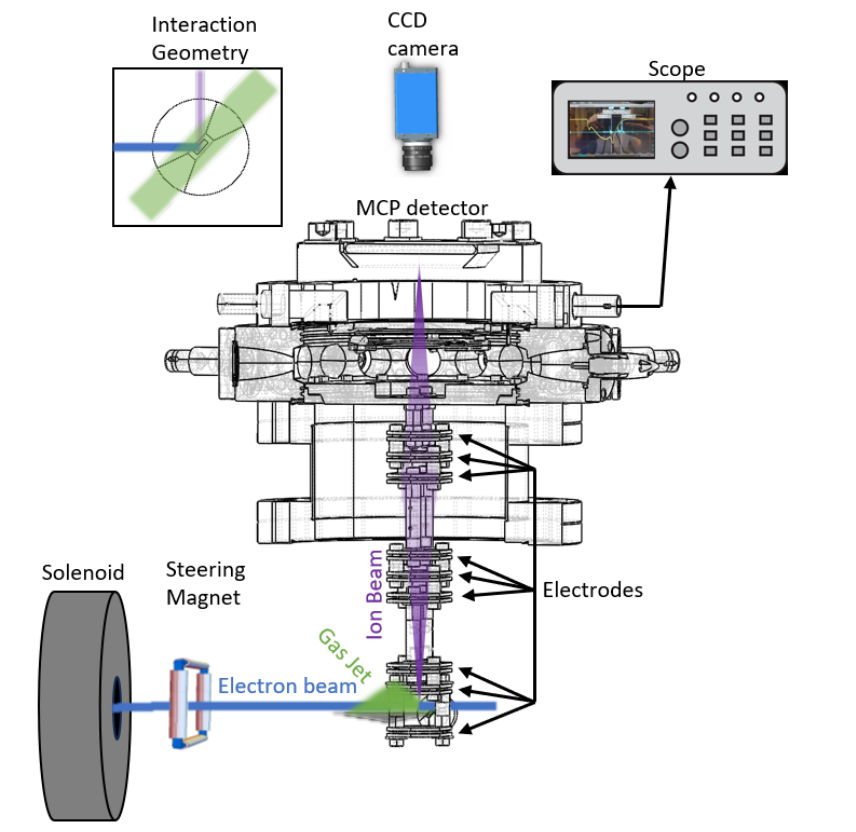 Interaction
Geometry
CCD
camera
Scope
MCP detector
Solenoid
Steering
Magnet
Ion Beam
Electrodes
Gas Jet
Electron beam